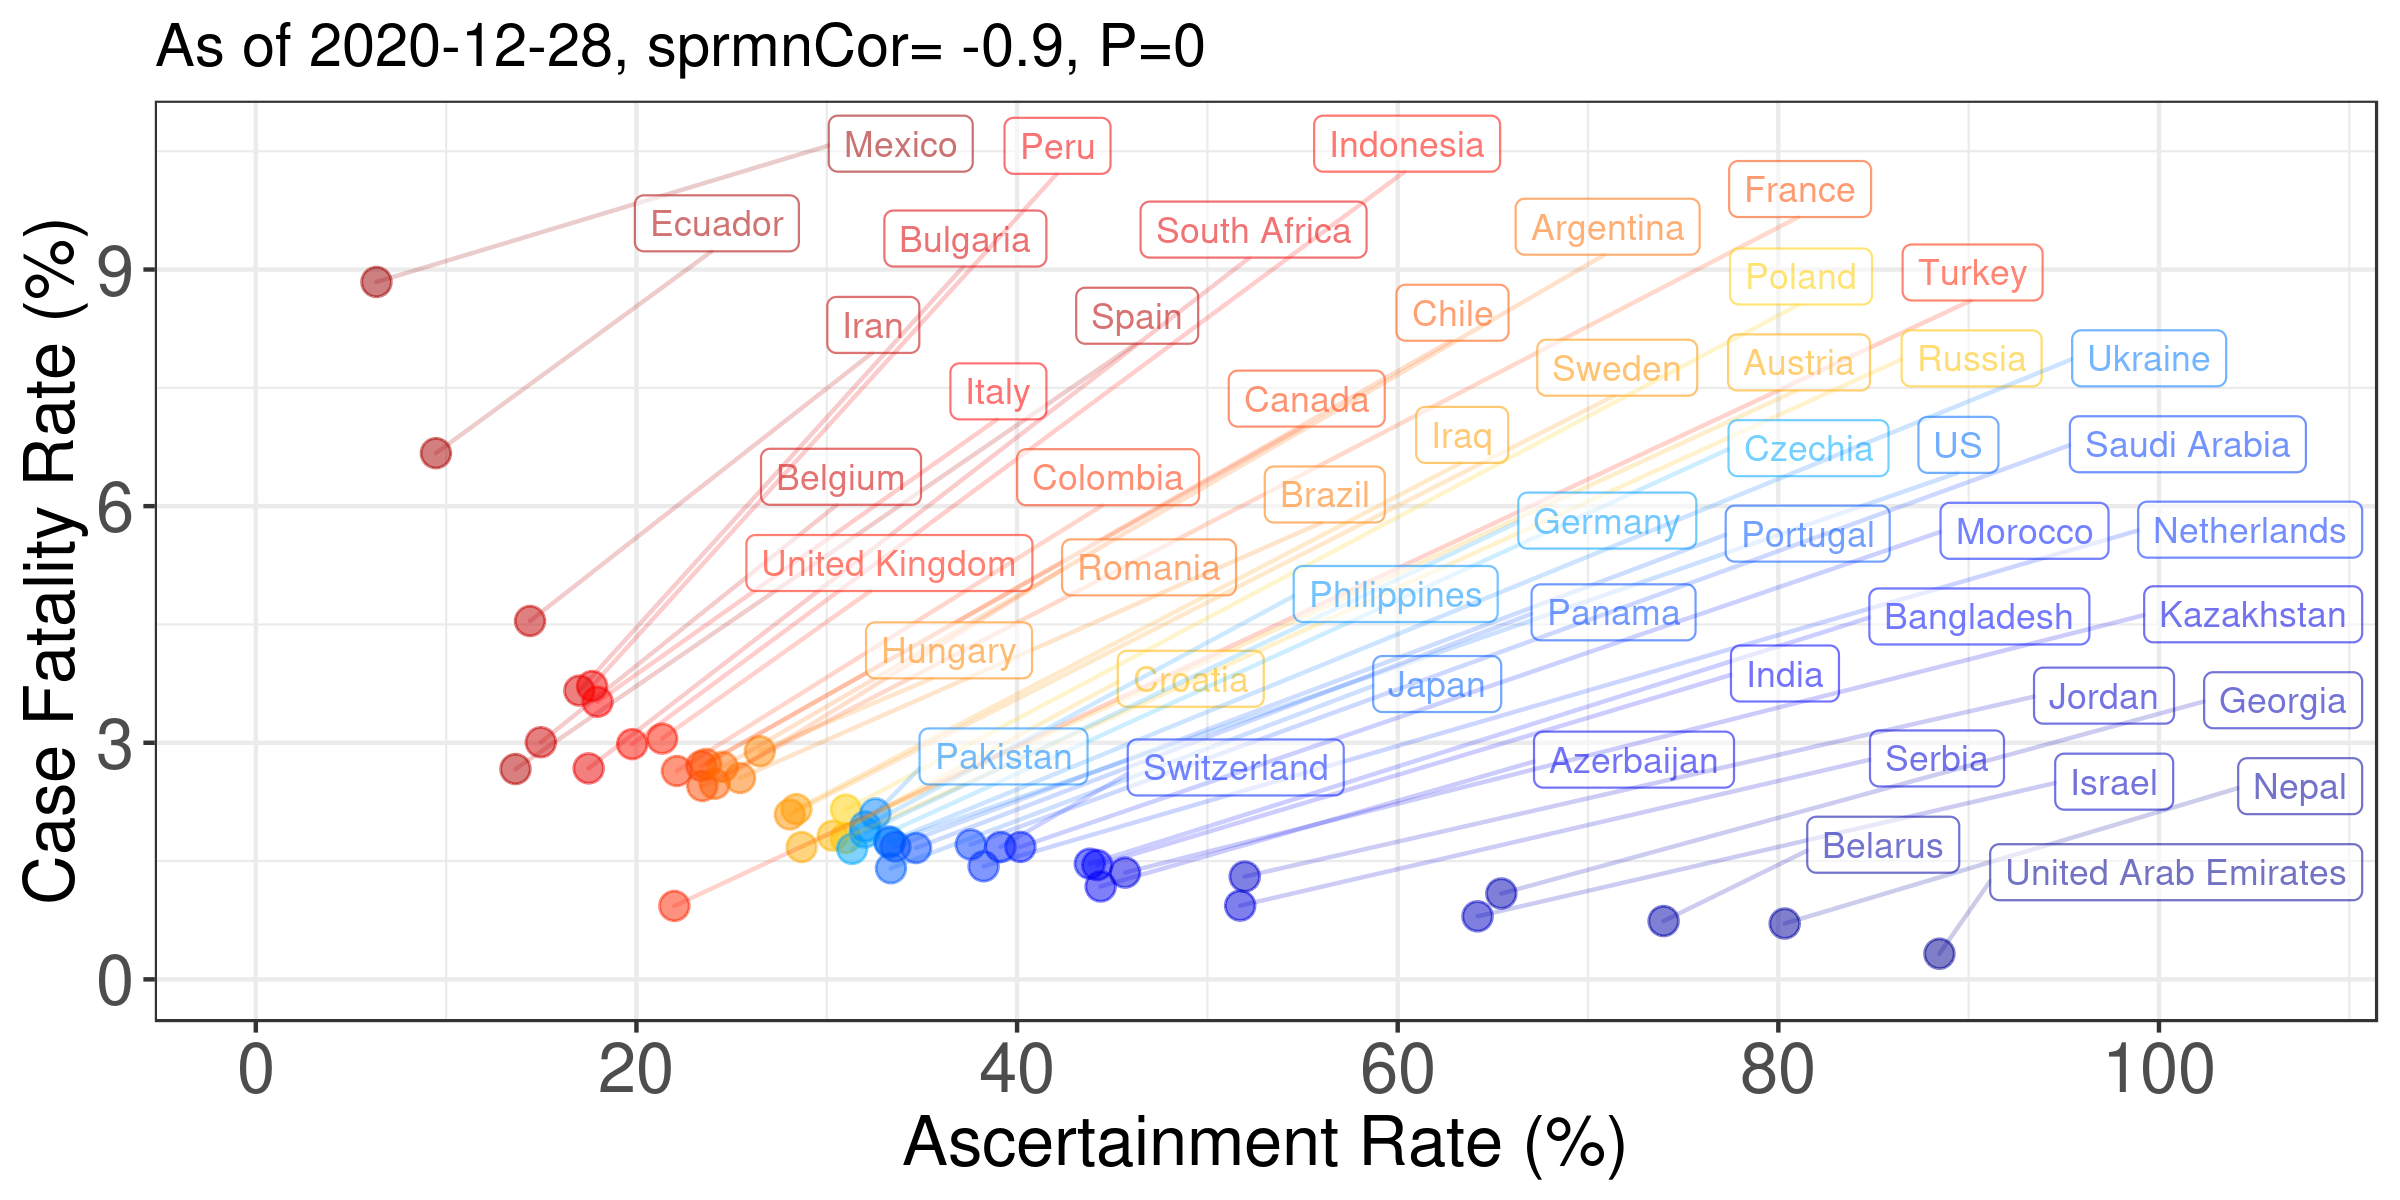 As of 2020-12-28, sprmnCor= -0.9, P=0
Case Fatality Rate (%)
9
6
3
0
Mexico
Peru
Indonesia
France
Ecuador
Bulgaria
South Africa
Argentina
Poland
Turkey
Iran
Spain
Chile
Sweden
Austria
Russia
Ukraine
Italy
Canada
Iraq
Czechia
US
Saudi Arabia
Belgium
Colombia
Brazil
Germany
Portugal
Morocco
Netherlands
United Kingdom
Romania
Philippines
Panama
Bangladesh
Kazakhstan
Hungary
Croatia
Japan
India
Jordan
Georgia
Pakistan
Switzerland
Azerbaijan
Serbia
Israel
Nepal
Belarus
United Arab Emirates
0 20 40 60 80 100
Ascertainment Rate (%)